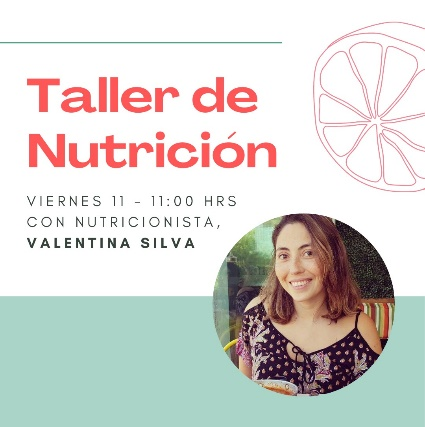 Taller de
Nutrición
VIERNES 11 - 11:00 HRS
CON NUTRICIONISTA,
VALENTINA SILVA